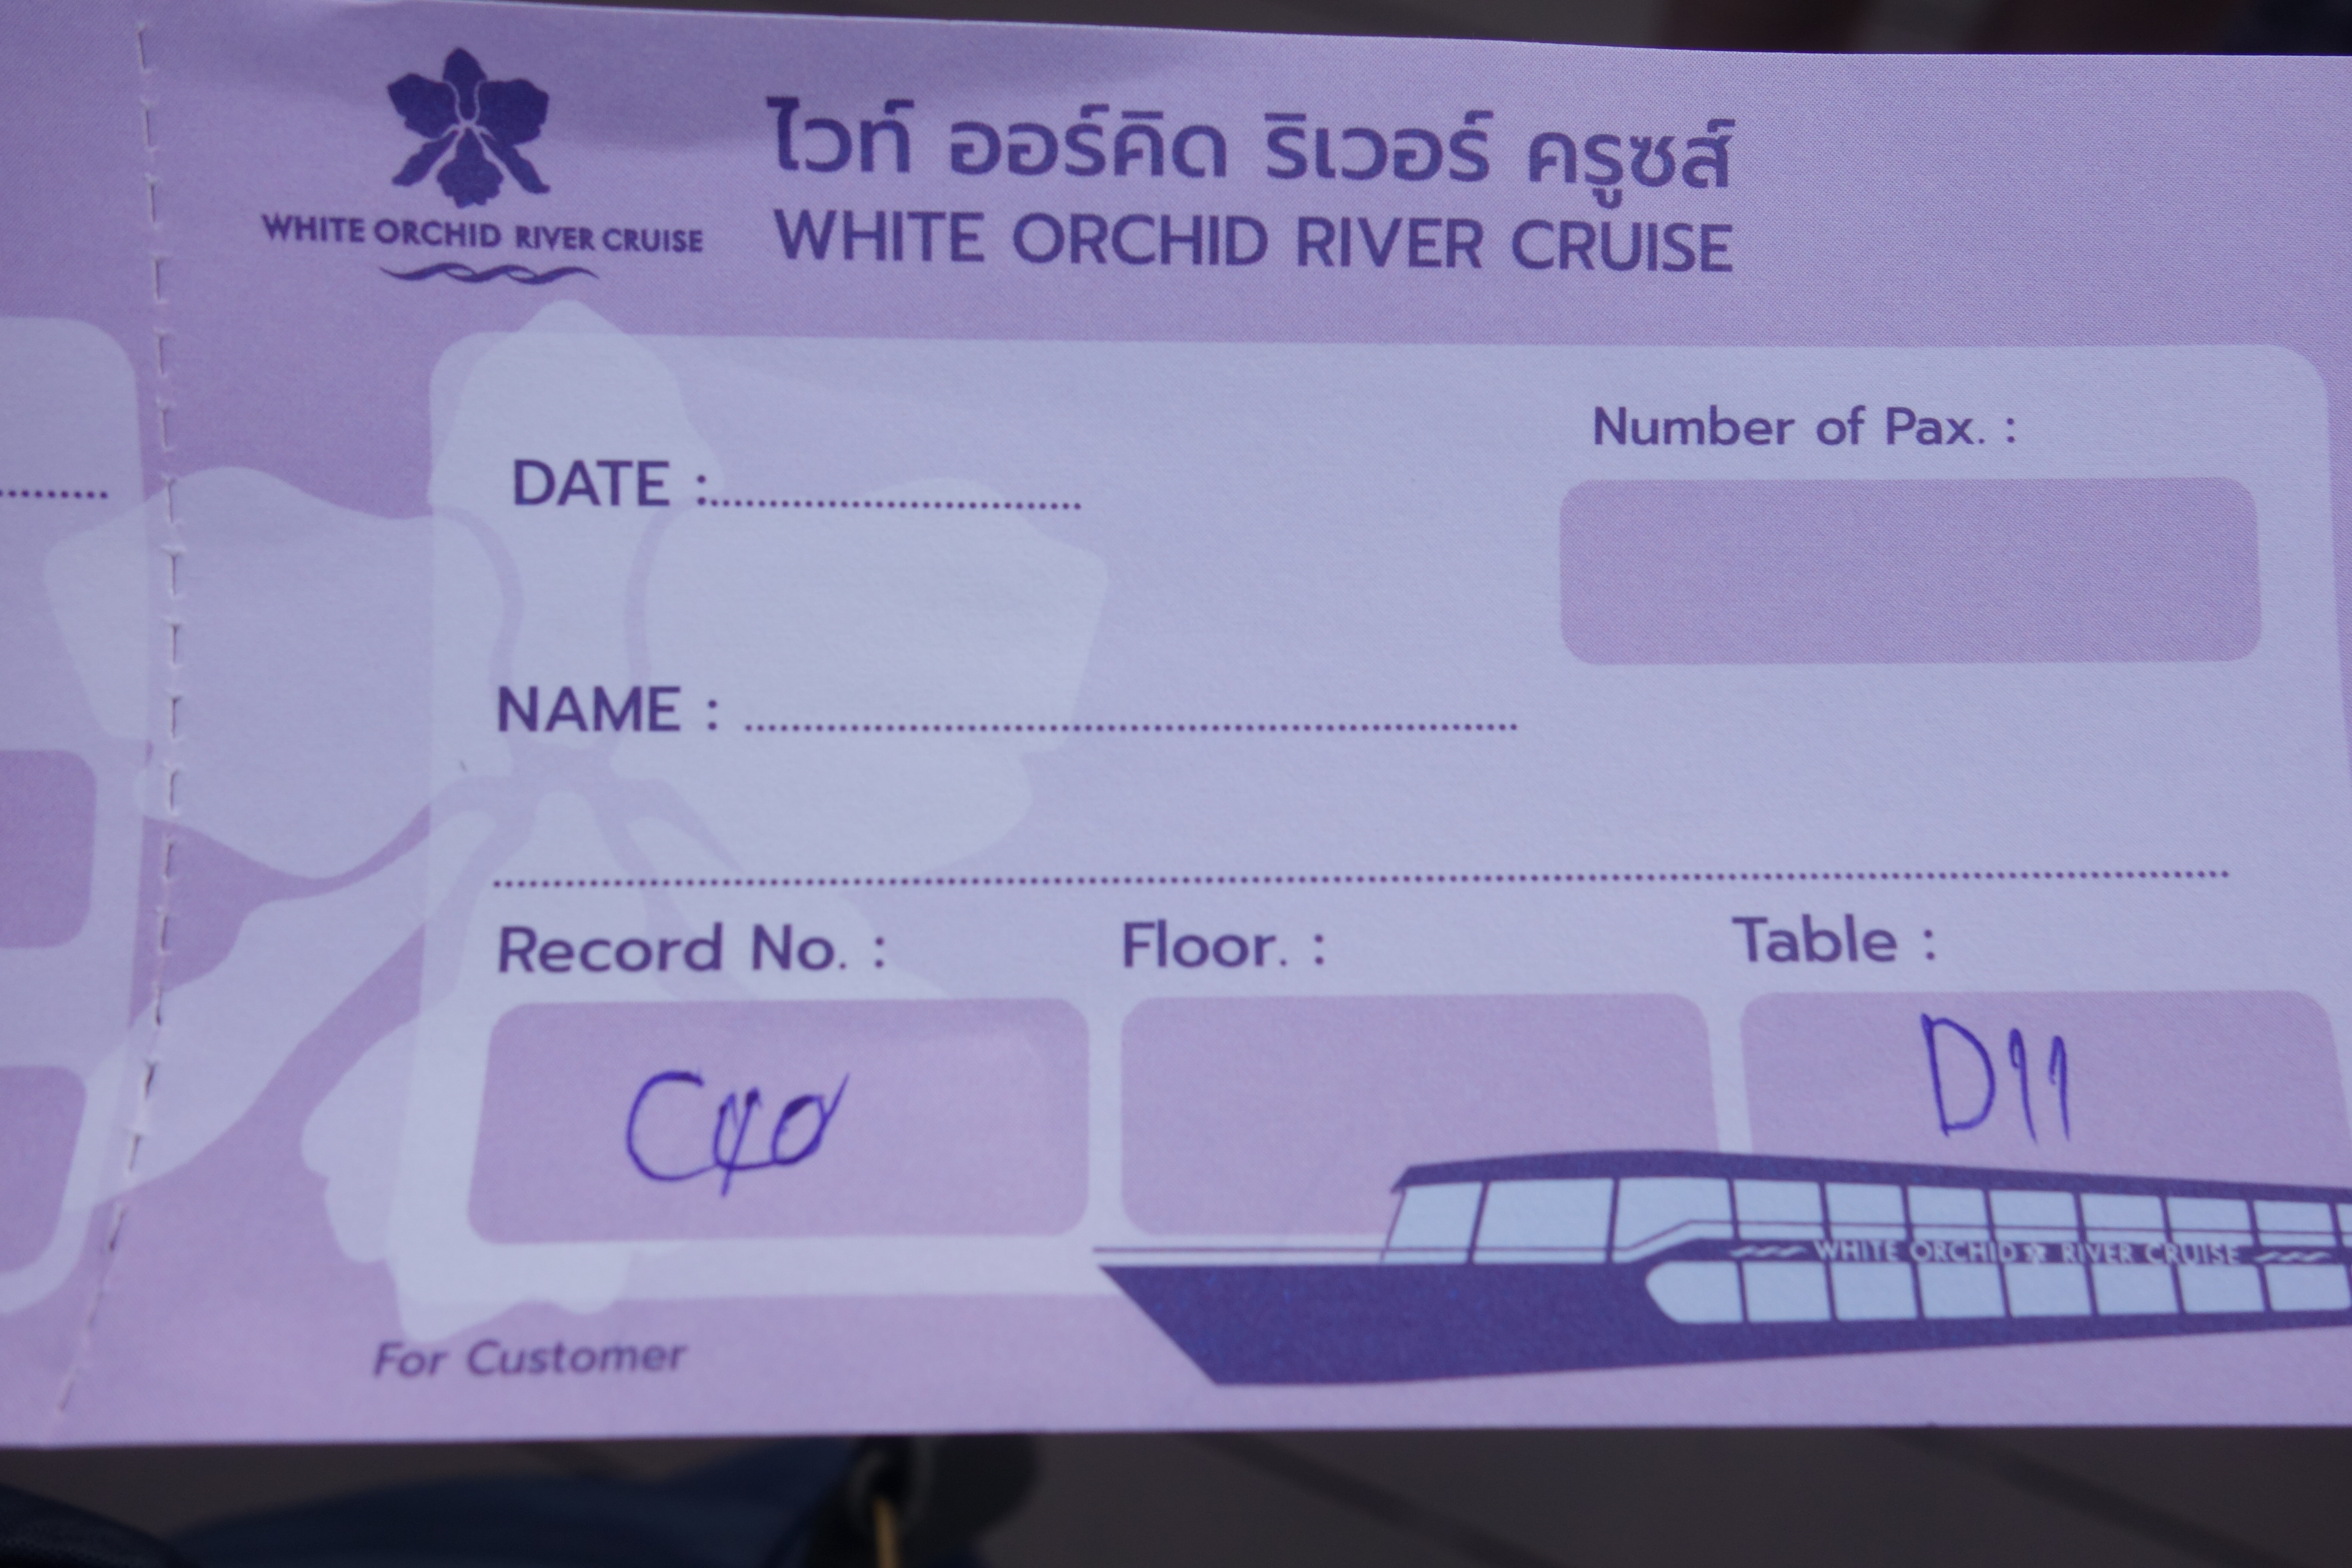 WHITE ORCHID RIVER CRUISE
ไวท์ ออร์คิด ริเวอร์ ครูซส์
WHITE ORCHID RIVER CRUISE
Number of Pax. :
DATE :
NAME :
Record No. : Floor. : Table :
C40 D11
WHITE ORCHID RIVER CRUISE
For Customer